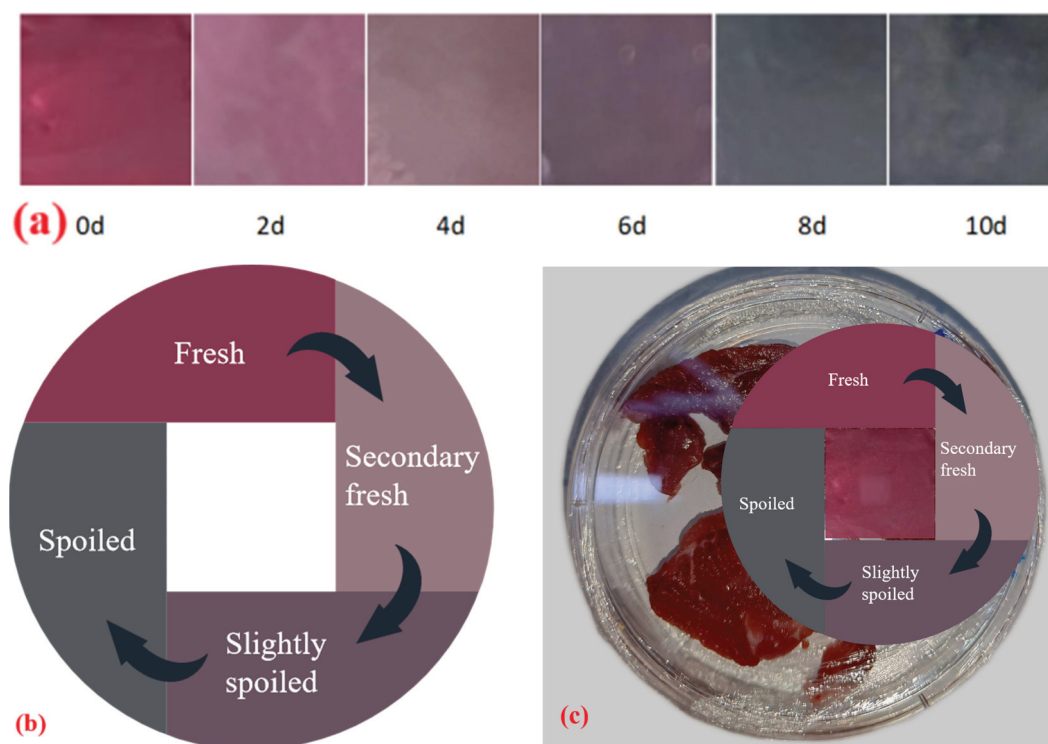 (a) 0d 2d 4d 6d 8d 10d
Fresh
Secondary
fresh
Spoiled
Slightly
spoiled
(b)
Fresh
Secondary
fresh
Spoiled
Slightly
spoiled
(c)